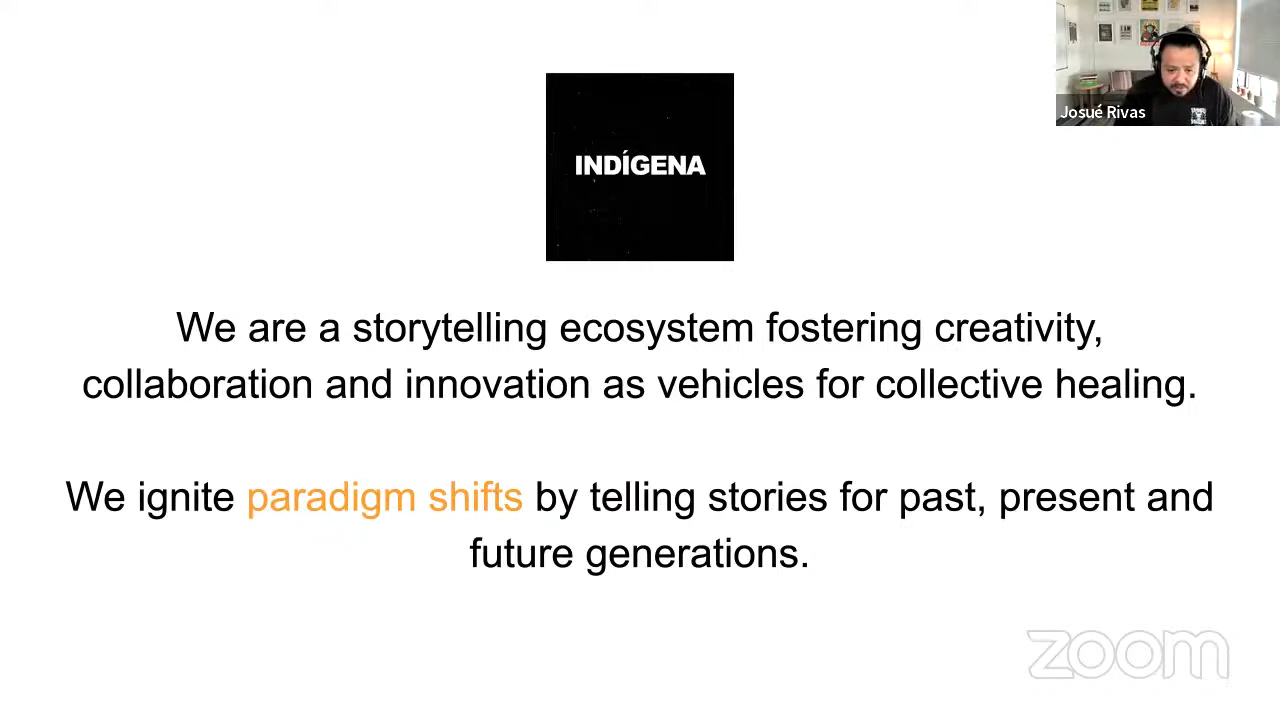 Josué Rivas
INDÍGENA
We are a storytelling ecosystem fostering creativity,
collaboration and innovation as vehicles for collective healing.
We ignite paradigm shifts by telling stories for past, present and
future generations.
zoom